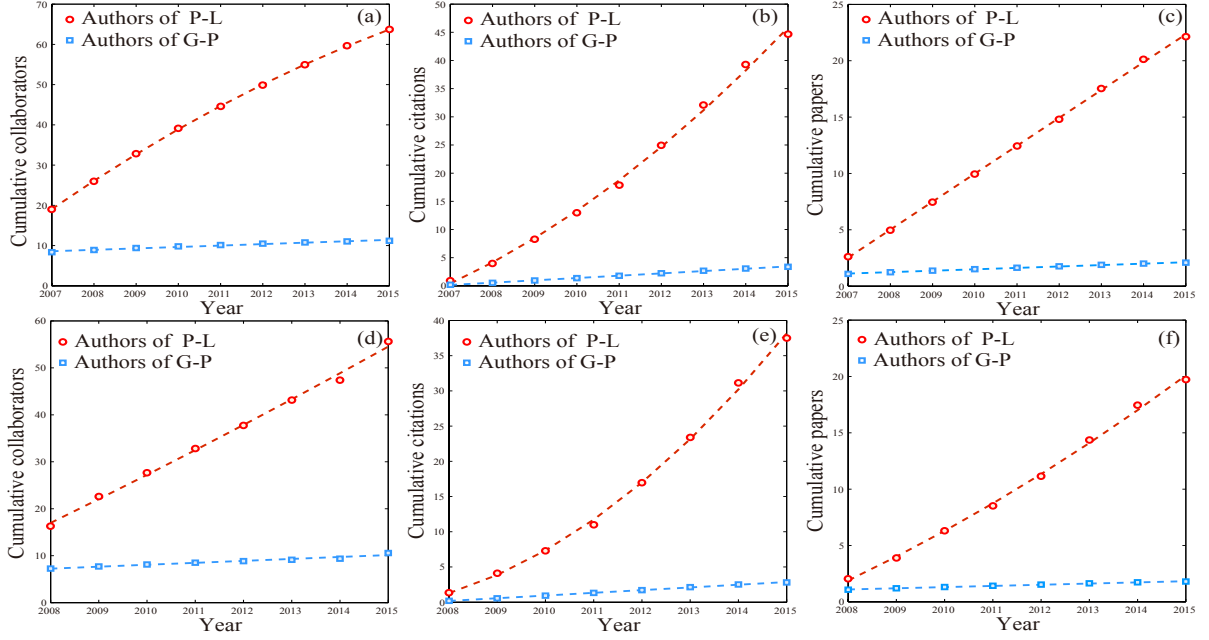 (a)
Authors of P-L
Authors of G-P
Cumulative collaborators
70
60
50
40
30
20
10
0
2007 2008 2009 2010 2011 2012 2013 2014 2015
Year
(b)
Authors of P-L
Authors of G-P
Cumulative citations
50
45
40
35
30
25
20
15
10
5
0
2007 2008 2009 2010 2011 2012 2013 2014 2015
Year
(c)
Authors of P-L
Authors of G-P
Cumulative papers
25
20
15
10
5
0
2007 2008 2009 2010 2011 2012 2013 2014 2015
Year
(d)
Authors of P-L
Authors of G-P
Cumulative collaborators
60
50
40
30
20
10
0
2008 2009 2010 2011 2012 2013 2014 2015
Year
(e)
Authors of P-L
Authors of G-P
Cumulative citations
40
35
30
25
20
15
10
5
0
2008 2009 2010 2011 2012 2013 2014 2015
Year
(f)
Authors of P-L
Authors of G-P
Cumulative papers
25
20
15
10
5
0
2008 2009 2010 2011 2012 2013 2014 2015
Year